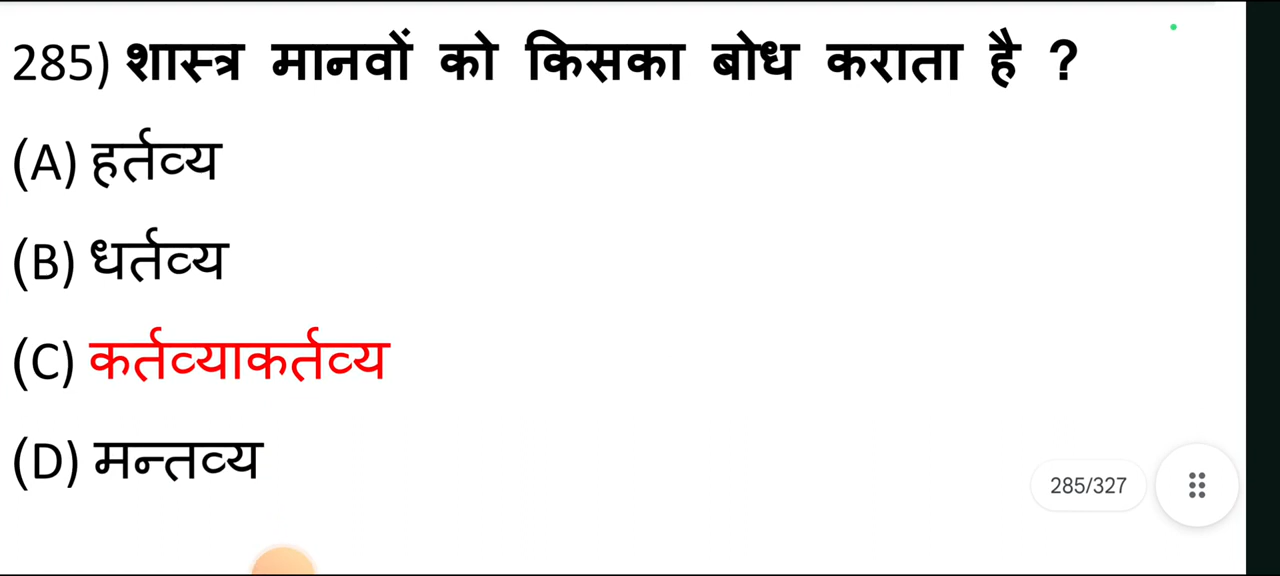 285) शास्त्र मानवों को किसका बोध कराता है ?
(A) हर्तव्य
(B) धर्तव्य
(C) कर्तव्याकर्तव्य
(D) मन्तव्य
285/327